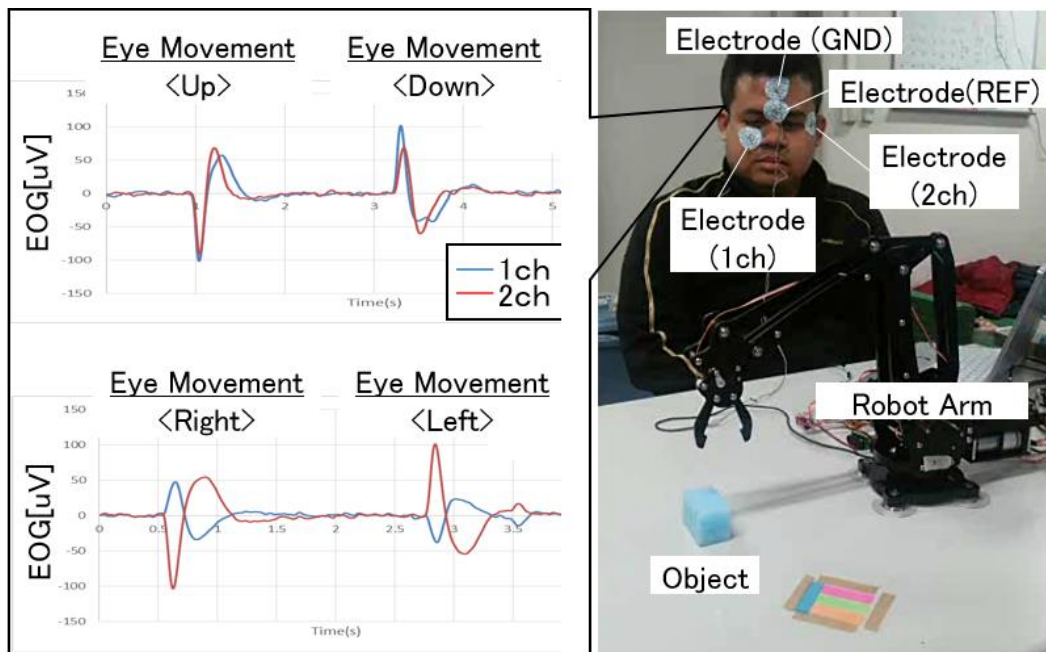 Eye Movement
<Up>
Eye Movement
<Down>
EOG[uV]
15
100
50
0
-50
-100
-150
0
1
2
3
4
5
Time(s)
1ch
2ch
Eye Movement
<Right>
Eye Movement
<Left>
EOG[uV]
150
100
50
0
-50
-100
-150
0
0.5
1
1.5
2
2.5
3
3.5
Time(s)
Electrode (GND)
Electrode(REF)
Electrode
(2ch)
Electrode
(1ch)
Robot Arm
Object